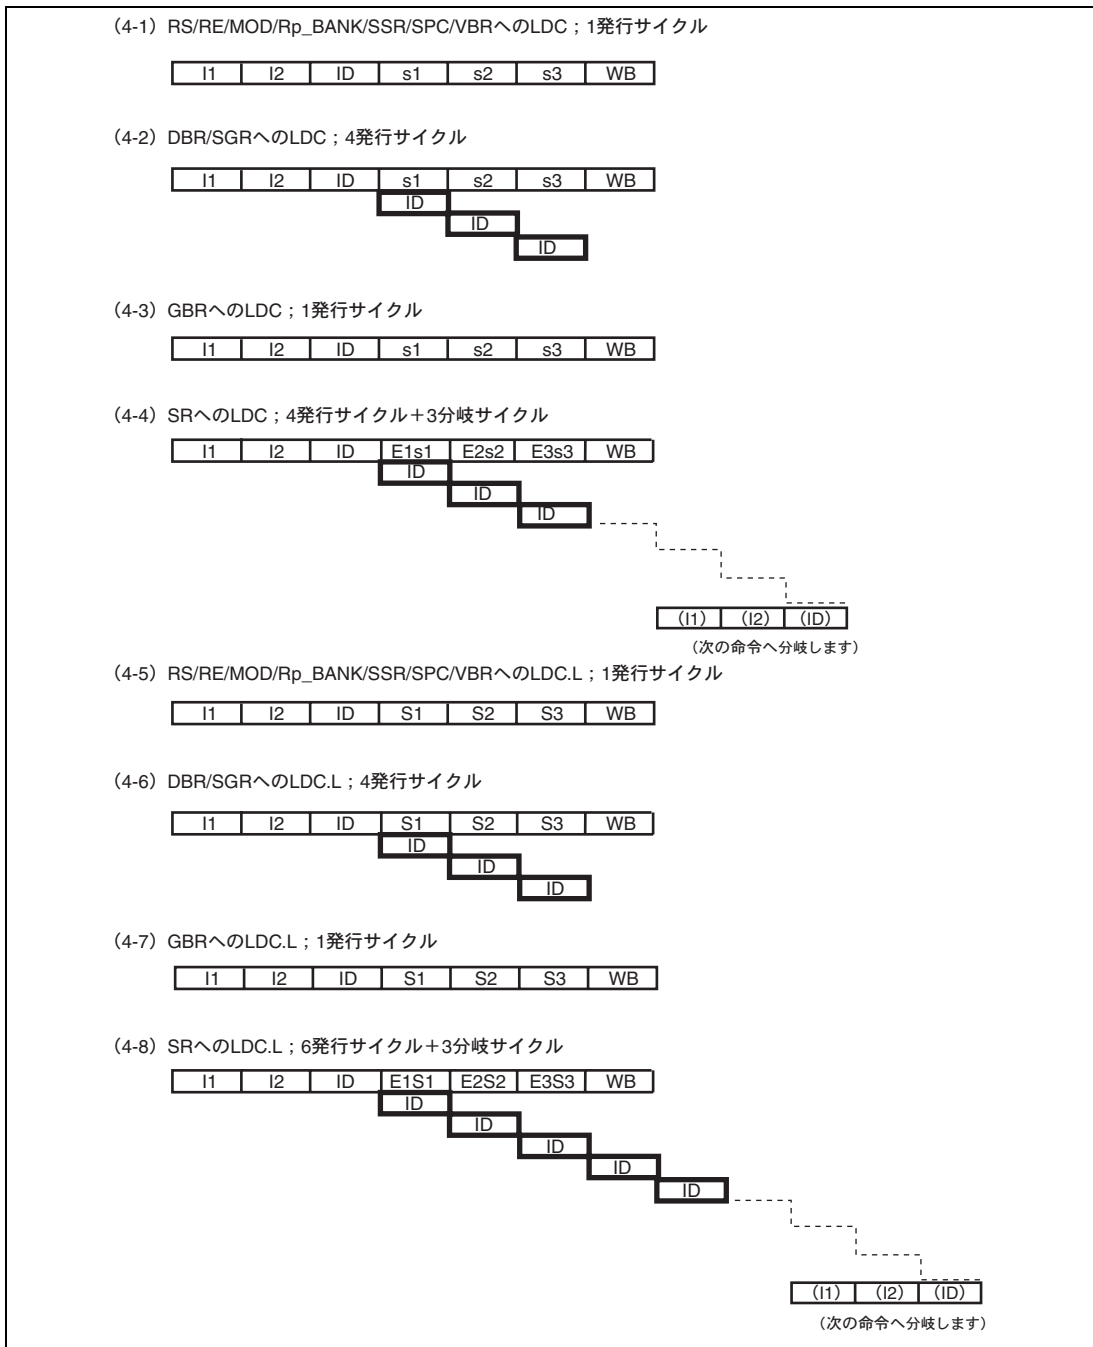 (4-1) RS/RE/MOD/Rp_BANK/SSR/SPC/VBRへのLDC；1発行サイクル
I1 I2 ID s1 s2 s3 WB
(4-2) DBR/SGRへのLDC；4発行サイクル
I1 I2 ID s1 s2 s3 WB
ID
ID
ID
(4-3) GBRへのLDC；1発行サイクル
I1 I2 ID s1 s2 s3 WB
(4-4) SRへのLDC；4発行サイクル＋3分岐サイクル
I1 I2 ID E1s1 E2s2 E3s3 WB
ID
ID
ID
(I1) (I2) (ID)
（次の命令へ分岐します）
(4-5) RS/RE/MOD/Rp_BANK/SSR/SPC/VBRへのLDC.L；1発行サイクル
I1 I2 ID S1 S2 S3 WB
(4-6) DBR/SGRへのLDC.L；4発行サイクル
I1 I2 ID S1 S2 S3 WB
ID
ID
ID
(4-7) GBRへのLDC.L；1発行サイクル
I1 I2 ID S1 S2 S3 WB
(4-8) SRへのLDC.L；6発行サイクル＋3分岐サイクル
I1 I2 ID E1S1 E2S2 E3S3 WB
ID
ID
ID
ID
ID
(I1) (I2) (ID)
（次の命令へ分岐します）